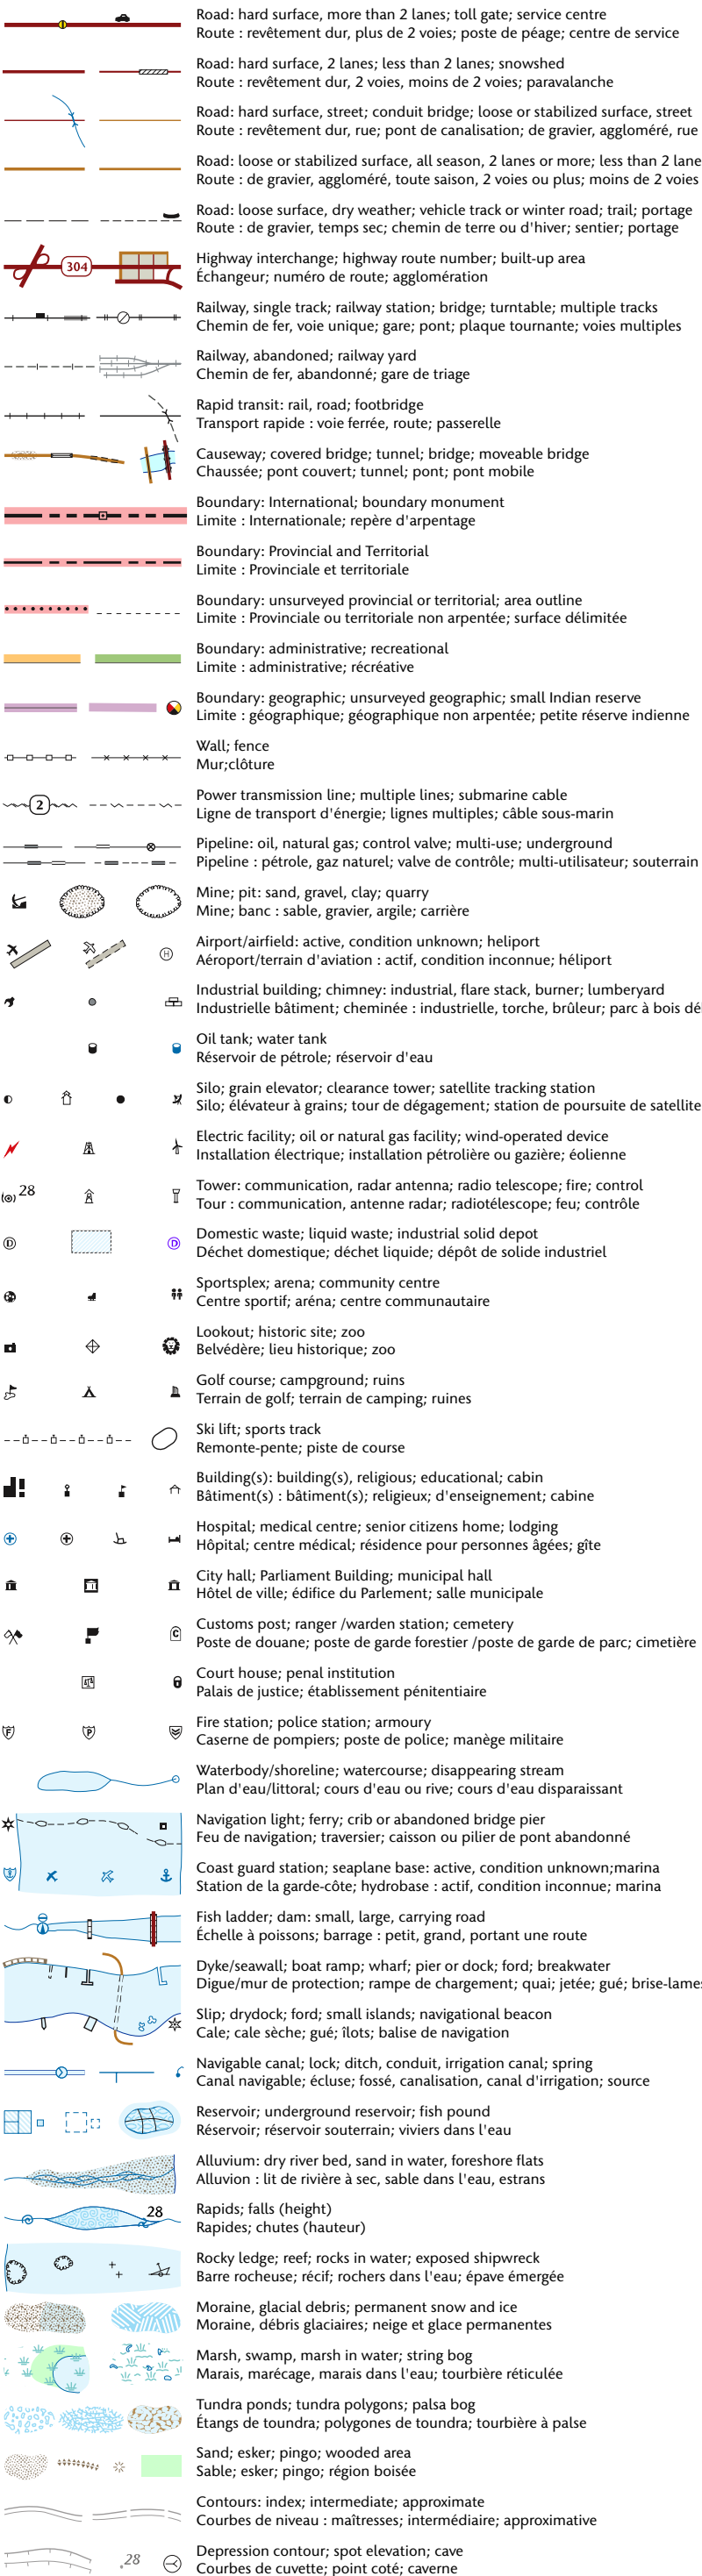 Road: hard surface, more than 2 lanes; toll gate; service centre
Route : revêtement dur, plus de 2 voies; poste de péage; centre de service
Road: hard surface, 2 lanes; less than 2 lanes; snowshed
Route : revêtement dur, 2 voies, moins de 2 voies; paravalanche
Road: hard surface, street; conduit bridge; loose or stabilized surface, street
Route : revêtement dur, rue; pont de canalisation; de gravier, aggloméré, rue
Road: loose or stabilized surface, all season, 2 lanes or more; less than 2 lane
Route : de gravier, aggloméré, toute saison, 2 voies ou plus; moins de 2 voies
Road: loose surface, dry weather; vehicle track or winter road; trail; portage
Route : de gravier, temps sec; chemin de terre ou d'hiver; sentier; portage
304
Highway interchange; highway route number; built-up area
Échangeur; numéro de route; agglomération
Railway, single track; railway station; bridge; turntable; multiple tracks
Chemin de fer, voie unique; gare; pont; plaque tournante; voies multiples
Railway, abandoned; railway yard
Chemin de fer, abandonné; gare de triage
Rapid transit: rail, road; footbridge
Transport rapide : voie ferrée, route; passerelle
Causeway; covered bridge; tunnel; bridge; moveable bridge
Chaussée; pont couvert; tunnel; pont; pont mobile
Boundary: International; boundary monument
Limite : Internationale; repère d'arpentage
Boundary: Provincial and Territorial
Limite : Provinciale et territoriale
Boundary: unsurveyed provincial or territorial; area outline
Limite : Provinciale ou territoriale non arpentée; surface délimitée
Boundary: administrative; recreational
Limite : administrative; récréative
Boundary: geographic; unsurveyed geographic; small Indian reserve
Limite : géographique; géographique non arpentée; petite réserve indienne
Wall; fence
Mur;clôture
2
Power transmission line; multiple lines; submarine cable
Ligne de transport d'énergie; lignes multiples; câble sous-marin
Pipeline: oil, natural gas; control valve; multi-use; underground
Pipeline : pétrole, gaz naturel; valve de contrôle; multi-utilisateur; souterrain
Mine; pit: sand, gravel, clay; quarry
Mine; banc : sable, gravier, argile; carrière
H
Airport/airfield: active, condition unknown; heliport
Aéroport/terrain d'aviation : actif, condition inconnue; héliport
Industrial building; chimney: industrial, flare stack, burner; lumberyard
Industrielle bâtiment; cheminée : industrielle, torche, brûleur; parc à bois dé
Oil tank; water tank
Réservoir de pétrole; réservoir d'eau
Silo; grain elevator; clearance tower; satellite tracking station
Silo; élévateur à grains; tour de dégagement; station de poursuite de satellite
Electric facility; oil or natural gas facility; wind-operated device
Installation électrique; installation pétrolière ou gazière; éolienne
28
Tower: communication, radar antenna; radio telescope; fire; control
Tour : communication, antenne radar; radiotélescope; feu; contrôle
D D
Domestic waste; liquid waste; industrial solid depot
Déchet domestique; déchet liquide; dépôt de solide industriel
Sportsplex; arena; community centre
Centre sportif; aréna; centre communautaire
Lookout; historic site; zoo
Belvédère; lieu historique; zoo
Golf course; campground; ruins
Terrain de golf; terrain de camping; ruines
Ski lift; sports track
Remonte-pente; piste de course
Building(s): building(s), religious; educational; cabin
Bâtiment(s) : bâtiment(s); religieux; d'enseignement; cabine
Hospital; medical centre; senior citizens home; lodging
Hôpital; centre médical; résidence pour personnes âgées; gîte
City hall; Parliament Building; municipal hall
Hôtel de ville; édifice du Parlement; salle municipale
C
Customs post; ranger /warden station; cemetery
Poste de douane; poste de garde forestier /poste de garde de parc; cimetière
Court house; penal institution
Palais de justice; établissement pénitentiaire
F P
Fire station; police station; armoury
Caserne de pompiers; poste de police; manège militaire
Waterbody/shoreline; watercourse; disappearing stream
Plan d'eau/littoral; cours d'eau ou rive; cours d'eau disparaissant
Navigation light; ferry; crib or abandoned bridge pier
Feu de navigation; traversier; caisson ou pilier de pont abandonné
Coast guard station; seaplane base: active, condition unknown;marina
Station de la garde-côte; hydrobase : actif, condition inconnue; marina
Fish ladder; dam: small, large, carrying road
Échelle à poissons; barrage : petit, grand, portant une route
Dyke/seawall; boat ramp; wharf; pier or dock; ford; breakwater
Digue/mur de protection; rampe de chargement; quai; jetée; gué; brise-lames
Slip; drydock; ford; small islands; navigational beacon
Cale; cale sèche; gué; îlots; balise de navigation
Navigable canal; lock; ditch, conduit, irrigation canal; spring
Canal navigable; écluse; fossé, canalisation, canal d'irrigation; source
Reservoir; underground reservoir; fish pound
Réservoir; réservoir souterrain; viviers dans l'eau
Alluvium: dry river bed, sand in water, foreshore flats
Alluvion : lit de rivière à sec, sable dans l'eau, estrans
28
Rapids; falls (height)
Rapides; chutes (hauteur)
Rocky ledge; reef; rocks in water; exposed shipwreck
Barre rocheuse; récif; rochers dans l'eau; épave émergée
Moraine, glacial debris; permanent snow and ice
Moraine, débris glaciaires; neige et glace permanentes
Marsh, swamp, marsh in water; string bog
Marais, marécage, marais dans l'eau; tourbière réticulée
Tundra ponds; tundra polygons; palsa bog
Étangs de toundra; polygones de toundra; tourbière à palse
Sand; esker; pingo; wooded area
Sable; esker; pingo; région boisée
Contours: index; intermediate; approximate
Courbes de niveau : maîtresses; intermédiaire; approximative
.28
Depression contour; spot elevation; cave
Courbes de cuvette; point coté; caverne